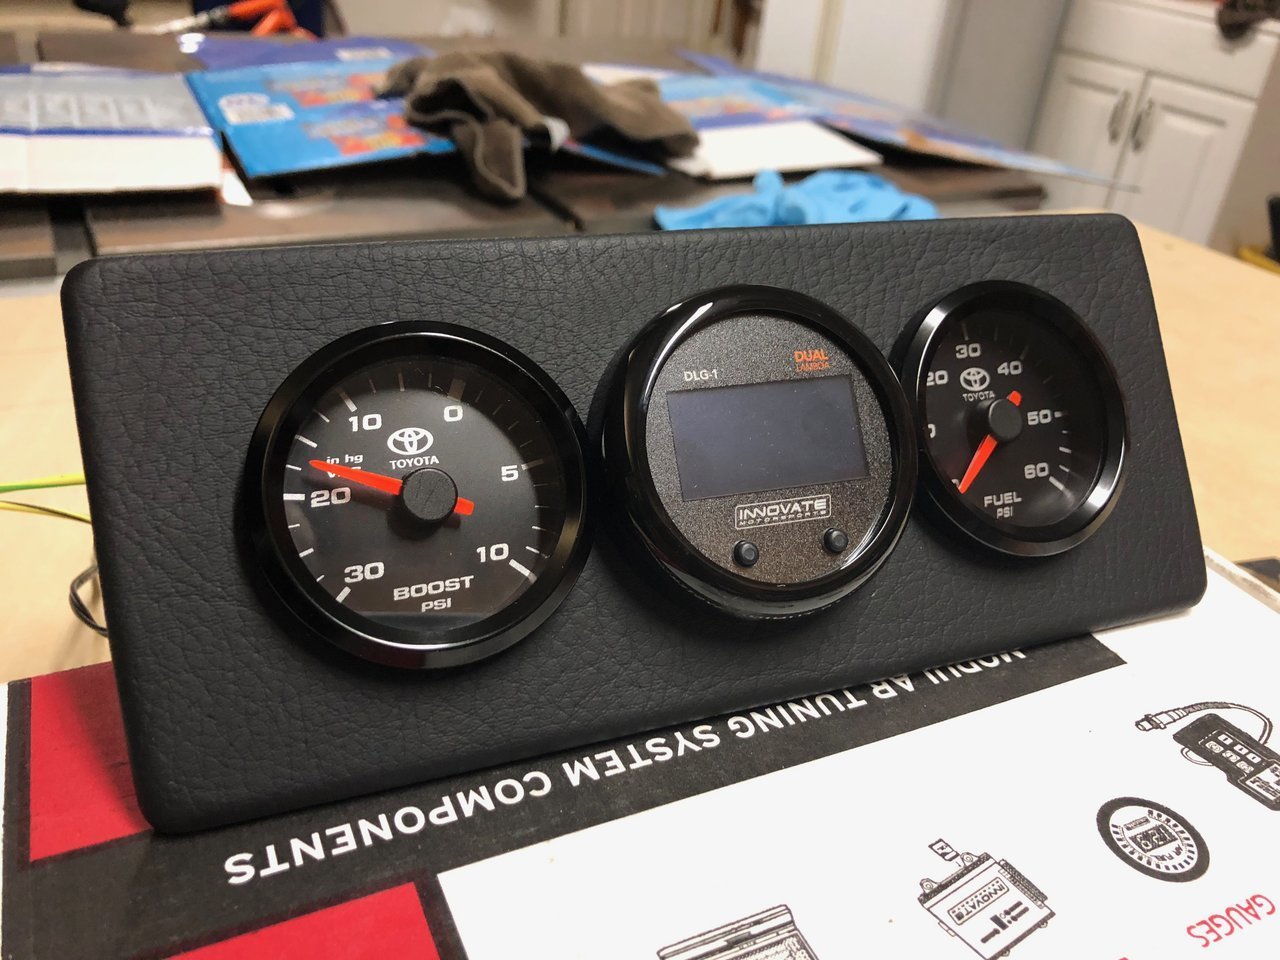 10
0
in hg
TOYOTA
5
20
10
30
BOOST
PSI
DLG-1
DUAL
LAMBDA
INNOVATE
MOTORSPORTS
30
40
20
TOYOTA
50
60
FUEL
PSI
MODULAR TUNING SYSTEM COMPONENTS
INNOVATE
GAUGES